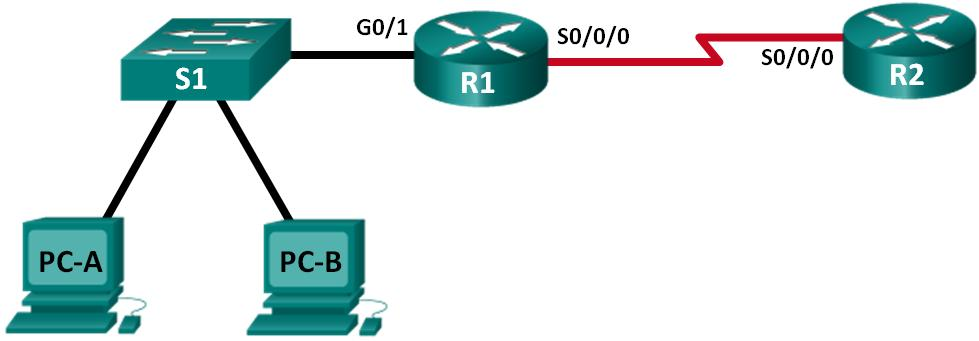 G0/1
S0/0/0
S0/0/0
S1
R1
R2
PC-A
PC-B